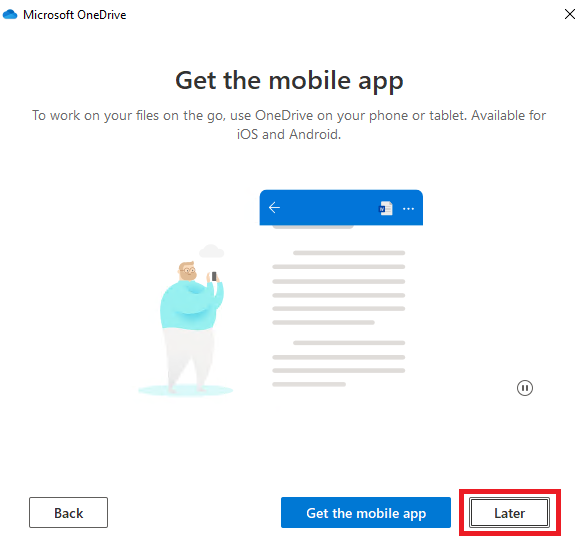 Microsoft OneDrive
Get the mobile app
To work on your files on the go, use OneDrive on your phone or tablet. Available for
iOS and Android.
Back
Get the mobile app
Later